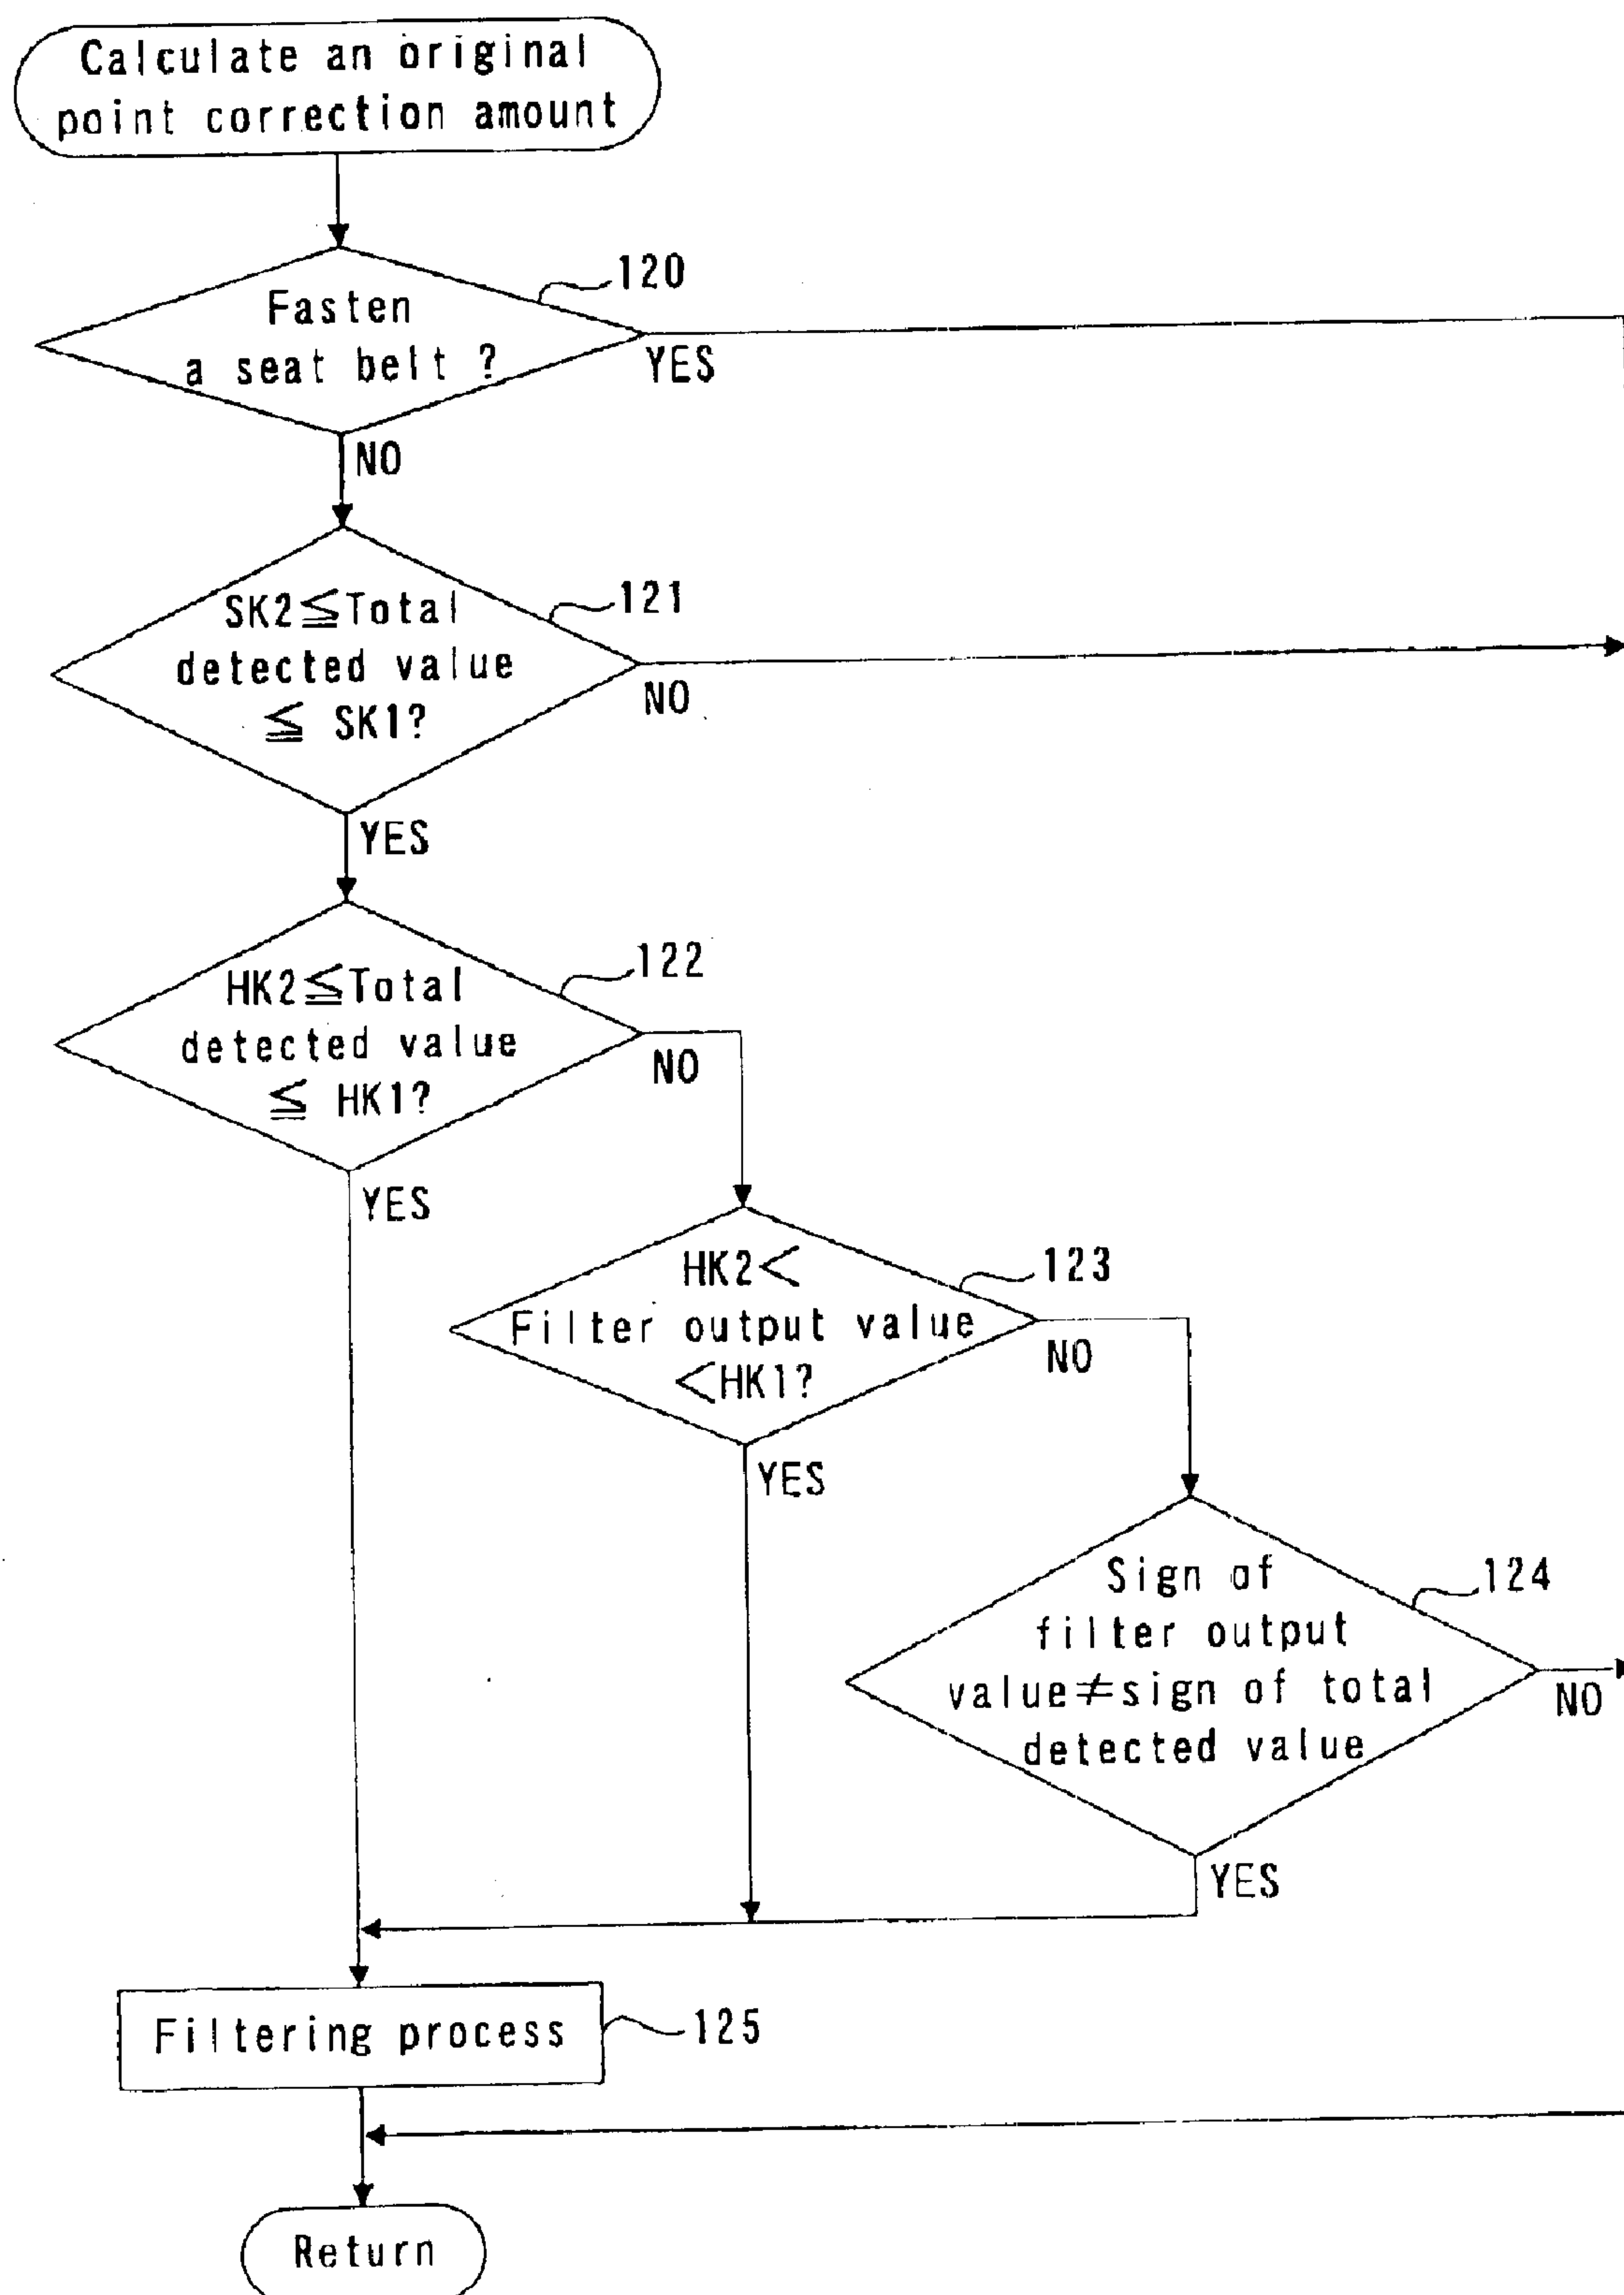 Calculate an original
point correction amount
120
Fasten
a seat belt ?
YES
NO
121
SK2≦Total
detected value
≦ SK1?
NO
YES
122
HK2≦Total
detected value
≦ HK1?
NO
YES
123
HK2<
Filter output value
<HK1?
NO
YES
124
Sign of
filter output
value≠sign of total
detected value
NO
YES
Filtering process
125
Return